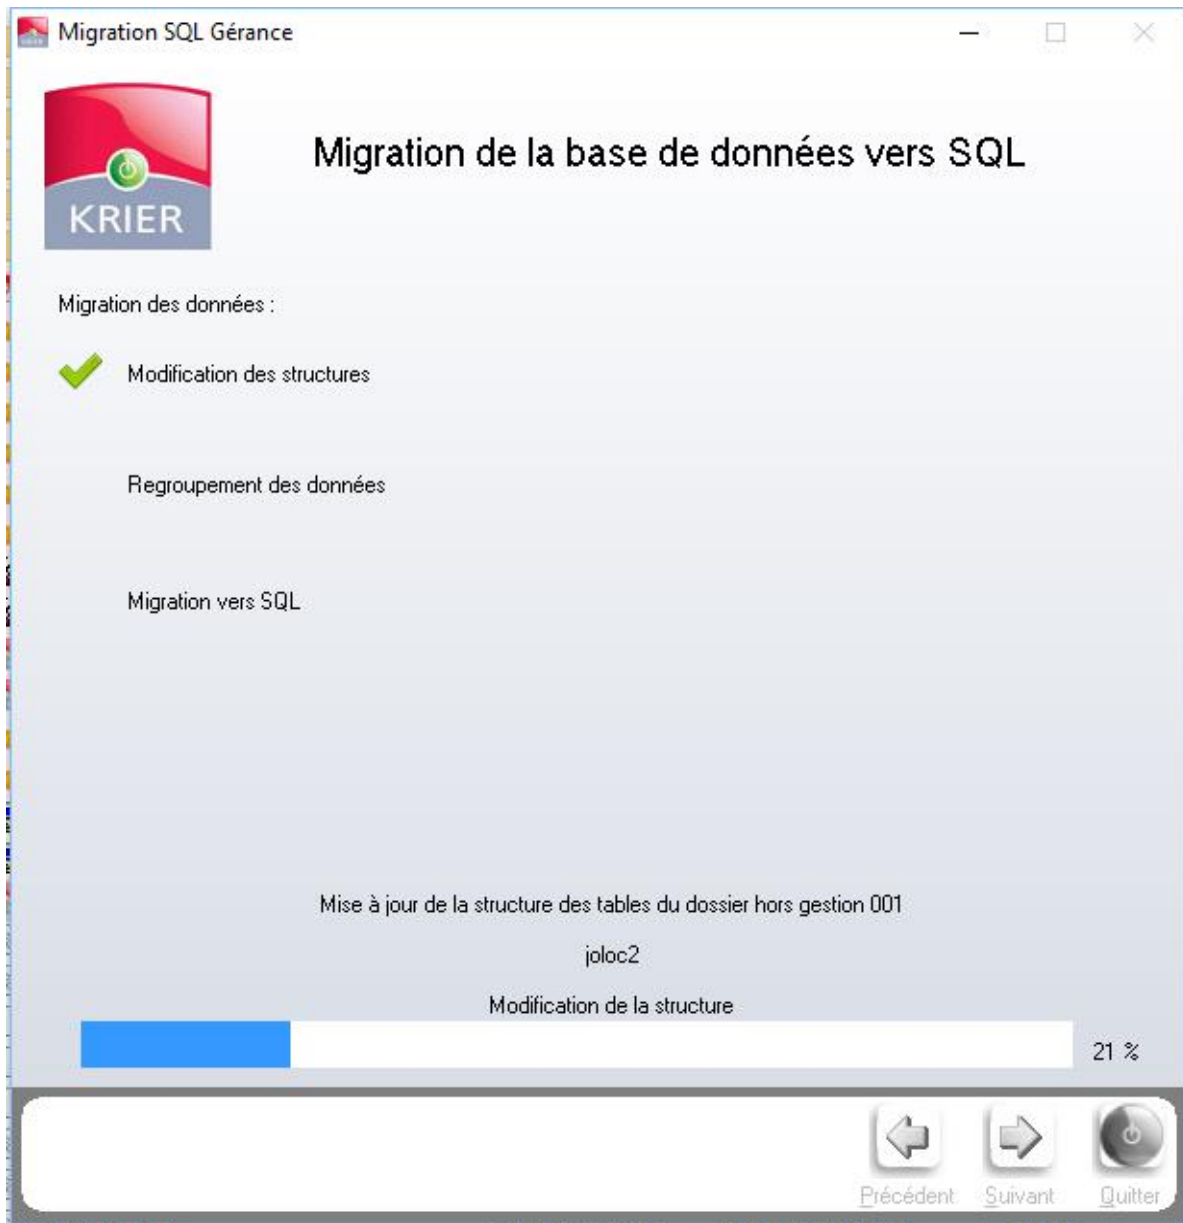 Migration SQL Gérance
Migration de la base de données vers SQL
KRIER
Migration des données :
Modification des structures
Regroupement des données
Migration vers SQL
Mise à jour de la structure des tables du dossier hors gestion 001
joloc2
Modification de la structure
21 %
Précédent Suivant Quitter